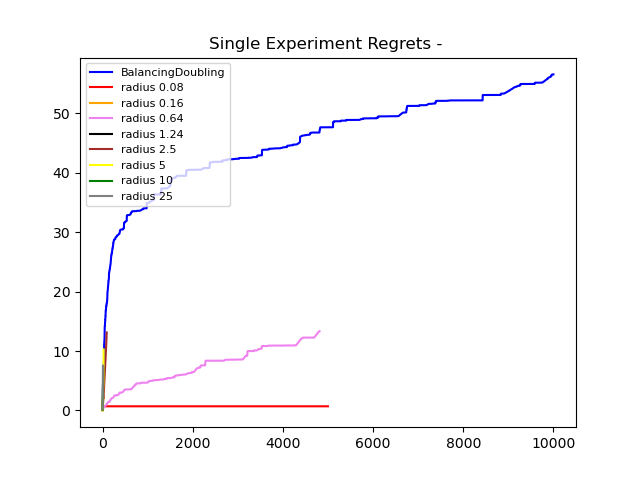 Single Experiment Regrets -
BalancingDoubling
radius 0.08
radius 0.16
radius 0.64
radius 1.24
radius 2.5
radius 5
radius 10
radius 25
50
40
30
20
10
0
0 2000 4000 6000 8000 10000